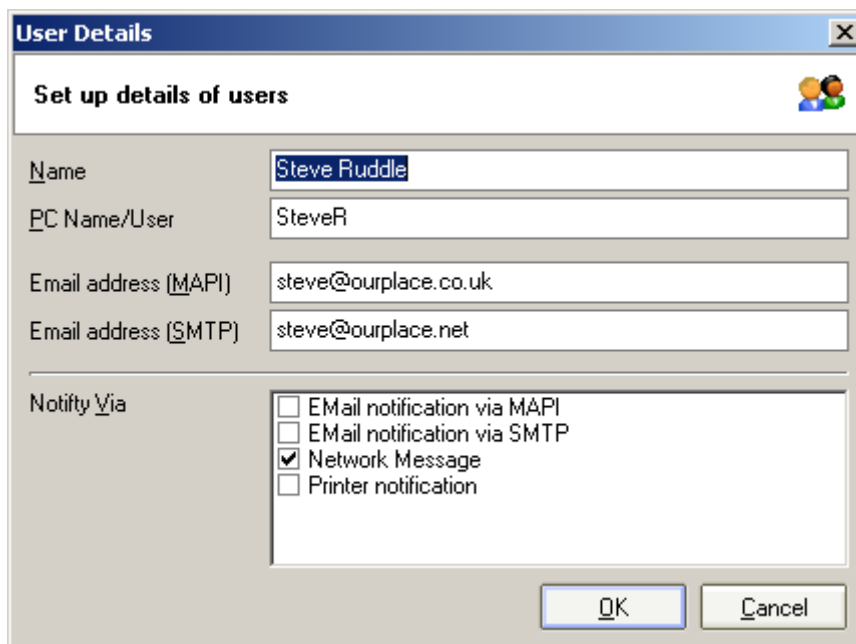 User Details
Set up details of users
Name Steve Ruddle
PC Name/User SteveR
Email address (MAPI) steve@ourplace.co.uk
Email address (SMTP) steve@ourplace.net
Notifty Via
EMail notification via MAPI
EMail notification via SMTP
Network Message
Printer notification
OK Cancel